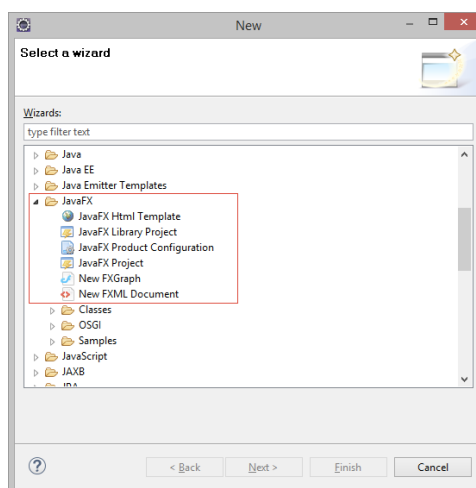 New
Select a wizard
Wizards:
type filter text
Java
Java EE
Java Emitter Templates
JavaFX
JavaFX Html Template
JavaFX Library Project
JavaFX Product Configuration
JavaFX Project
New FXGraph
New FXML Document
Classes
OSGI
Samples
JavaScript
JAXB
JPA
? < Back Next > Finish Cancel